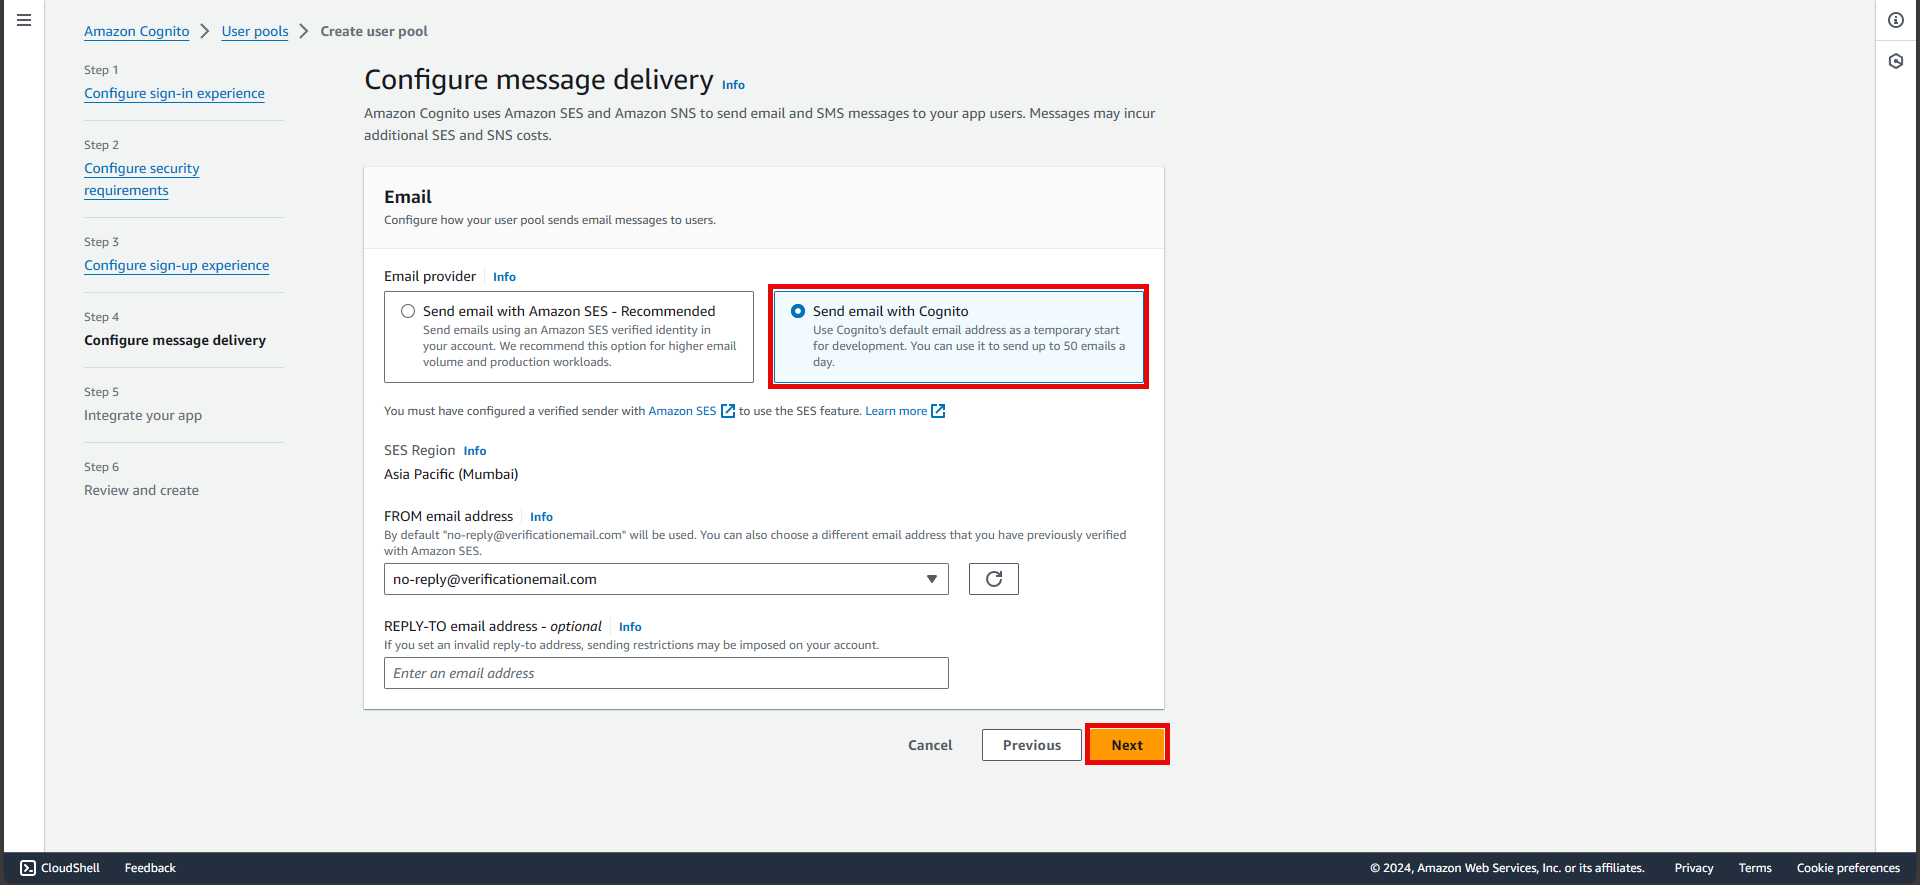 Amazon Cognito > User pools > Create user pool
Step 1
Configure sign-in experience
Step 2
Configure security
requirements
Step 3
Configure sign-up experience
Step 4
Configure message delivery
Step 5
Integrate your app
Step 6
Review and create
Configure message delivery Info
Amazon Cognito uses Amazon SES and Amazon SNS to send email and SMS messages to your app users. Messages may incur
additional SES and SNS costs.
Email
Configure how your user pool sends email messages to users.
Email provider Info
Send email with Amazon SES - Recommended
Send emails using an Amazon SES verified identity in
your account. We recommend this option for higher email
volume and production workloads.
Send email with Cognito
Use Cognito's default email address as a temporary start
for development. You can use it to send up to 50 emails a
day.
You must have configured a verified sender with Amazon SES to use the SES feature. Learn more
SES Region Info
Asia Pacific (Mumbai)
FROM email address Info
By default "no-reply@verificationemail.com" will be used. You can also choose a different email address that you have previously verified
with Amazon SES.
no-reply@verificationemail.com
REPLY-TO email address - optional Info
If you set an invalid reply-to address, sending restrictions may be imposed on your account.
Enter an email address
Cancel Previous Next
CloudShell Feedback © 2024, Amazon Web Services, Inc. or its affiliates. Privacy Terms Cookie preferences